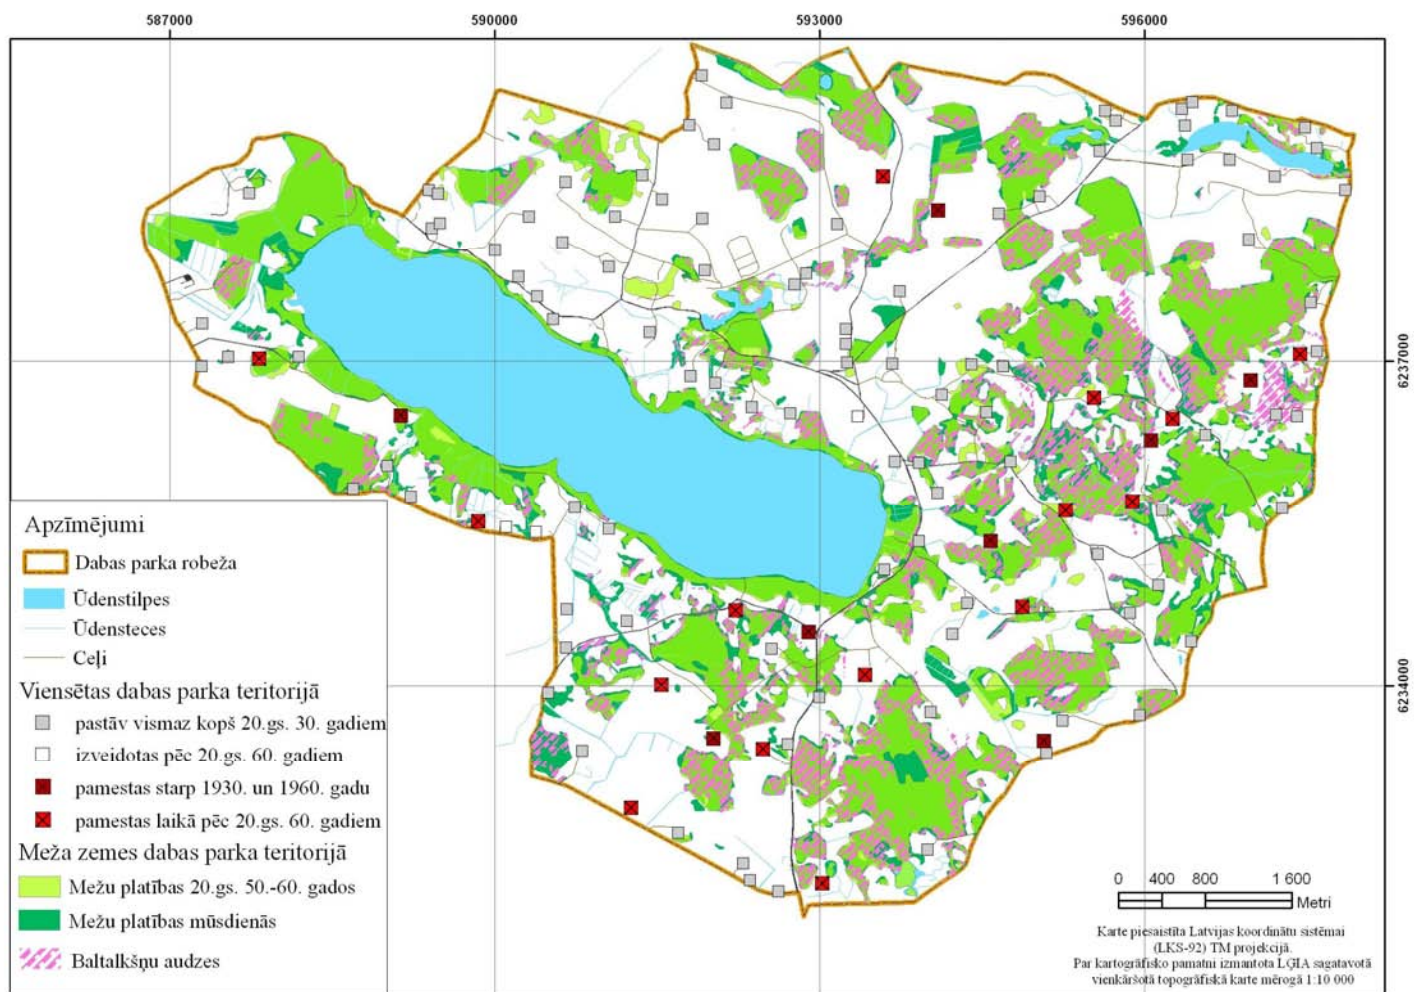 587000
590000
593000
596000
6237000
6234000
Apzīmējumi
Dabas parka robeža
Ūdenstilpes
Ūdensteces
Ceļi
Viensētas dabas parka teritorijā
pastāv vismaz kopš 20.gs. 30. gadiem
izveidotas pēc 20.gs. 60. gadiem
pamestas starp 1930. un 1960. gadu
pamestas laikā pēc 20.gs. 60. gadiem
Meža zemes dabas parka teritorijā
Mežu platības 20.gs. 50.-60. gados
Mežu platības mūsdienās
Baltalkšņu audzes
0 400 800 1 600
Metri
Karte piesaistīta Latvijas koordinātu sistēmai
(LKS-92) TM projekcijā.
Par kartogrāfisko pamatni izmantota LĢIA sagatavotā
vienkāršotā topogrāfiskā karte mērogā 1:10 000